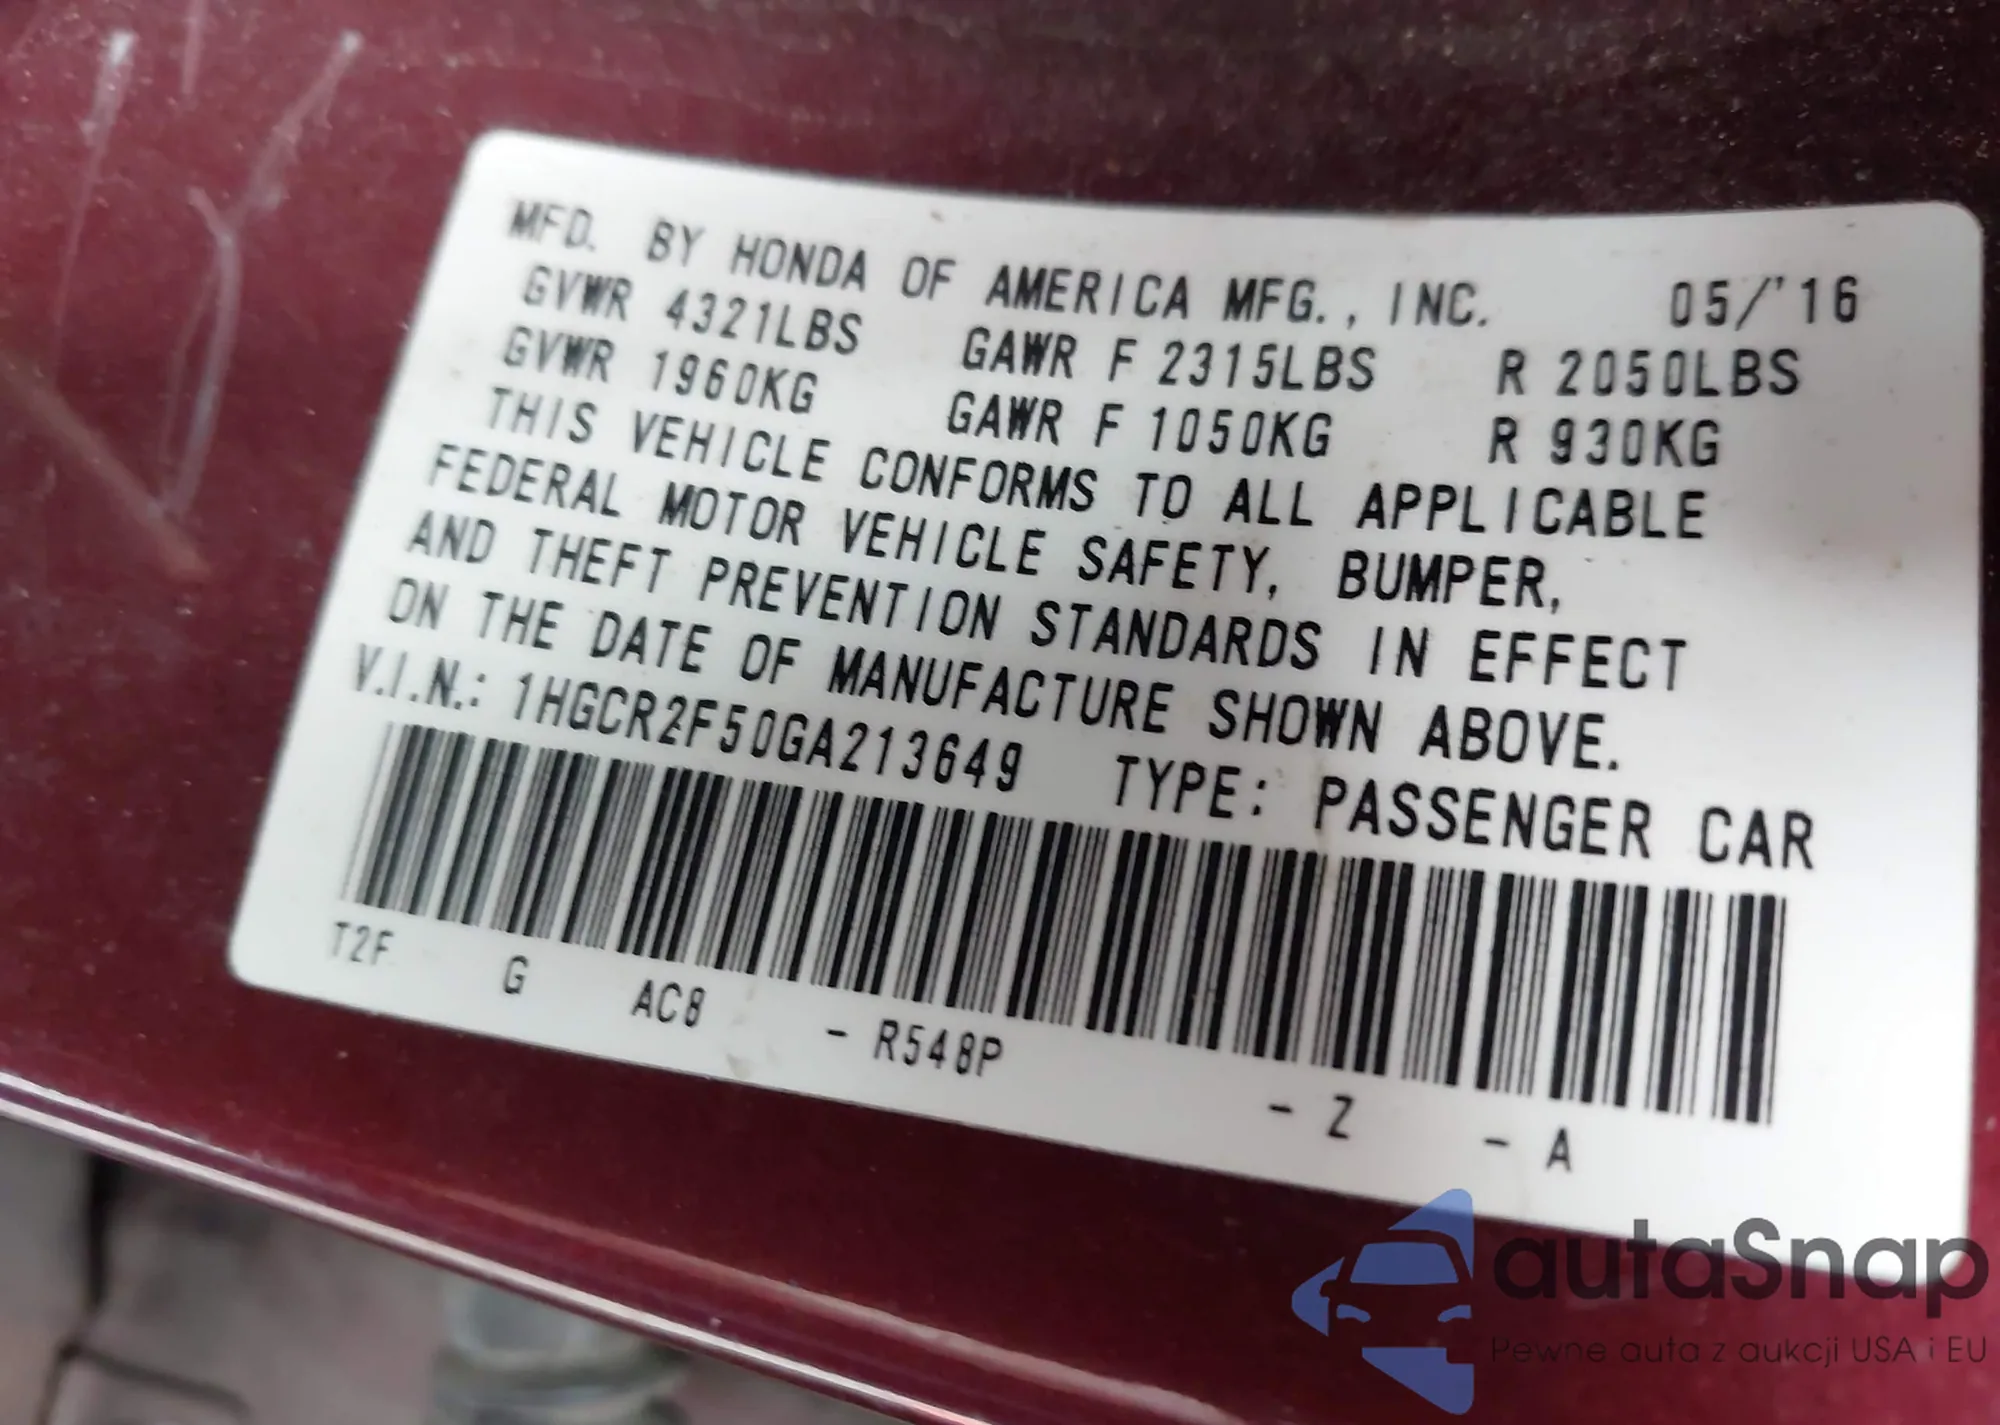 MFD. BY HONDA OF AMERICA MFG., INC. 05/'16
GVWR 4321LBS GAWR F 2315LBS R 2050LBS
GVWR 1960KG GAWR F 1050KG R 930KG
THIS VEHICLE CONFORMS TO ALL APPLICABLE
FEDERAL MOTOR VEHICLE SAFETY, BUMPER,
AND THEFT PREVENTION STANDARDS IN EFFECT
ON THE DATE OF MANUFACTURE SHOWN ABOVE.
V.I.N.: 1HGCR2F50GA213649 TYPE: PASSENGER CAR
T2F G AC8 - R548P - Z - A
autaSnap
Pewne auta z aukcji USA i EU